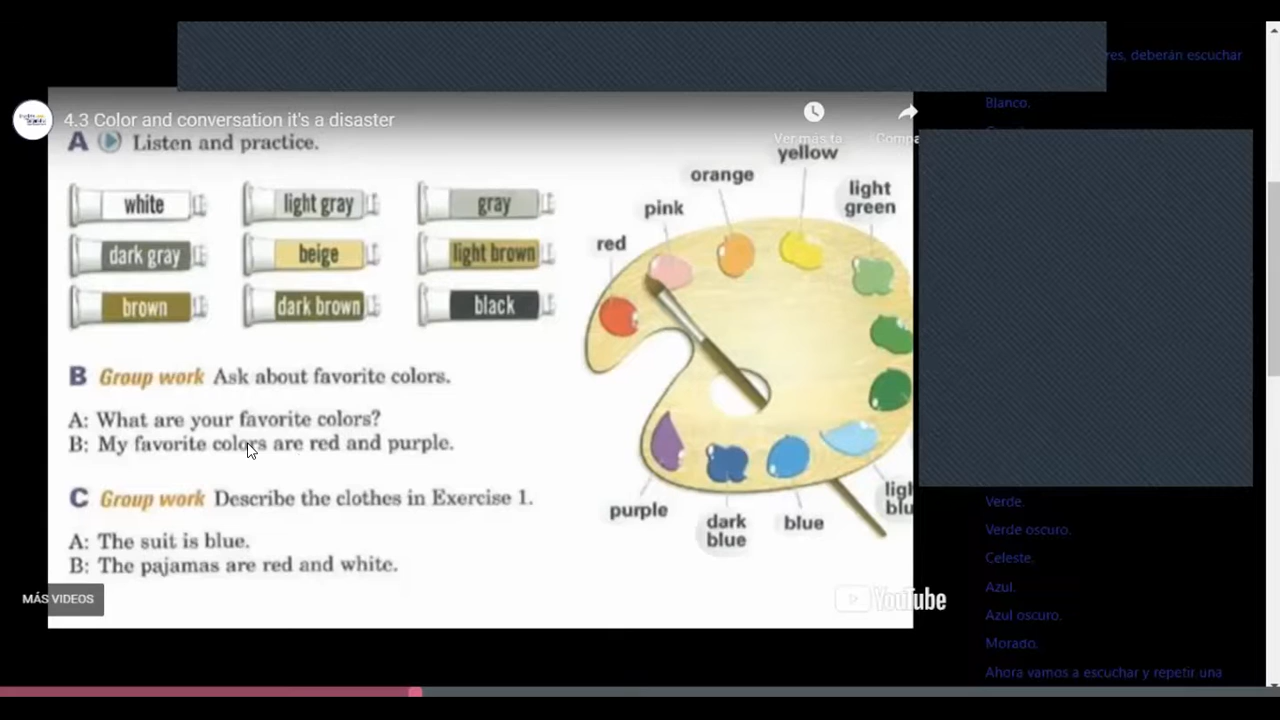 res, deberán escuchar
Blanco.
4.3 Color and conversation it's a disaster
Ver más ta
Compa
A Listen and practice.
white
light gray
gray
dark gray
beige
light brown
brown
dark brown
black
red
pink
orange
yellow
light
green
purple
dark
blue
blue
ligh
blu
B Group work Ask about favorite colors.
A: What are your favorite colors?
B: My favorite colors are red and purple.
C Group work Describe the clothes in Exercise 1.
A: The suit is blue.
B: The pajamas are red and white.
MÁS VIDEOS
YouTube
Verde.
Verde oscuro.
Celeste.
Azul.
Azul oscuro.
Morado.
Ahora vamos a escuchar y repetir una